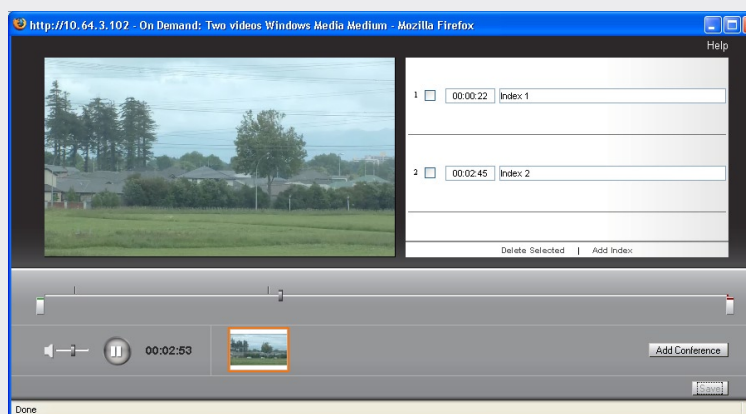 http://10.64.3.102 - On Demand: Two videos Windows Media Medium - Mozilla Firefox
Help
1 00:00:22 Index 1
2 00:02:45 Index 2
Delete Selected | Add Index
00:02:53
Add Conference
Save
Done